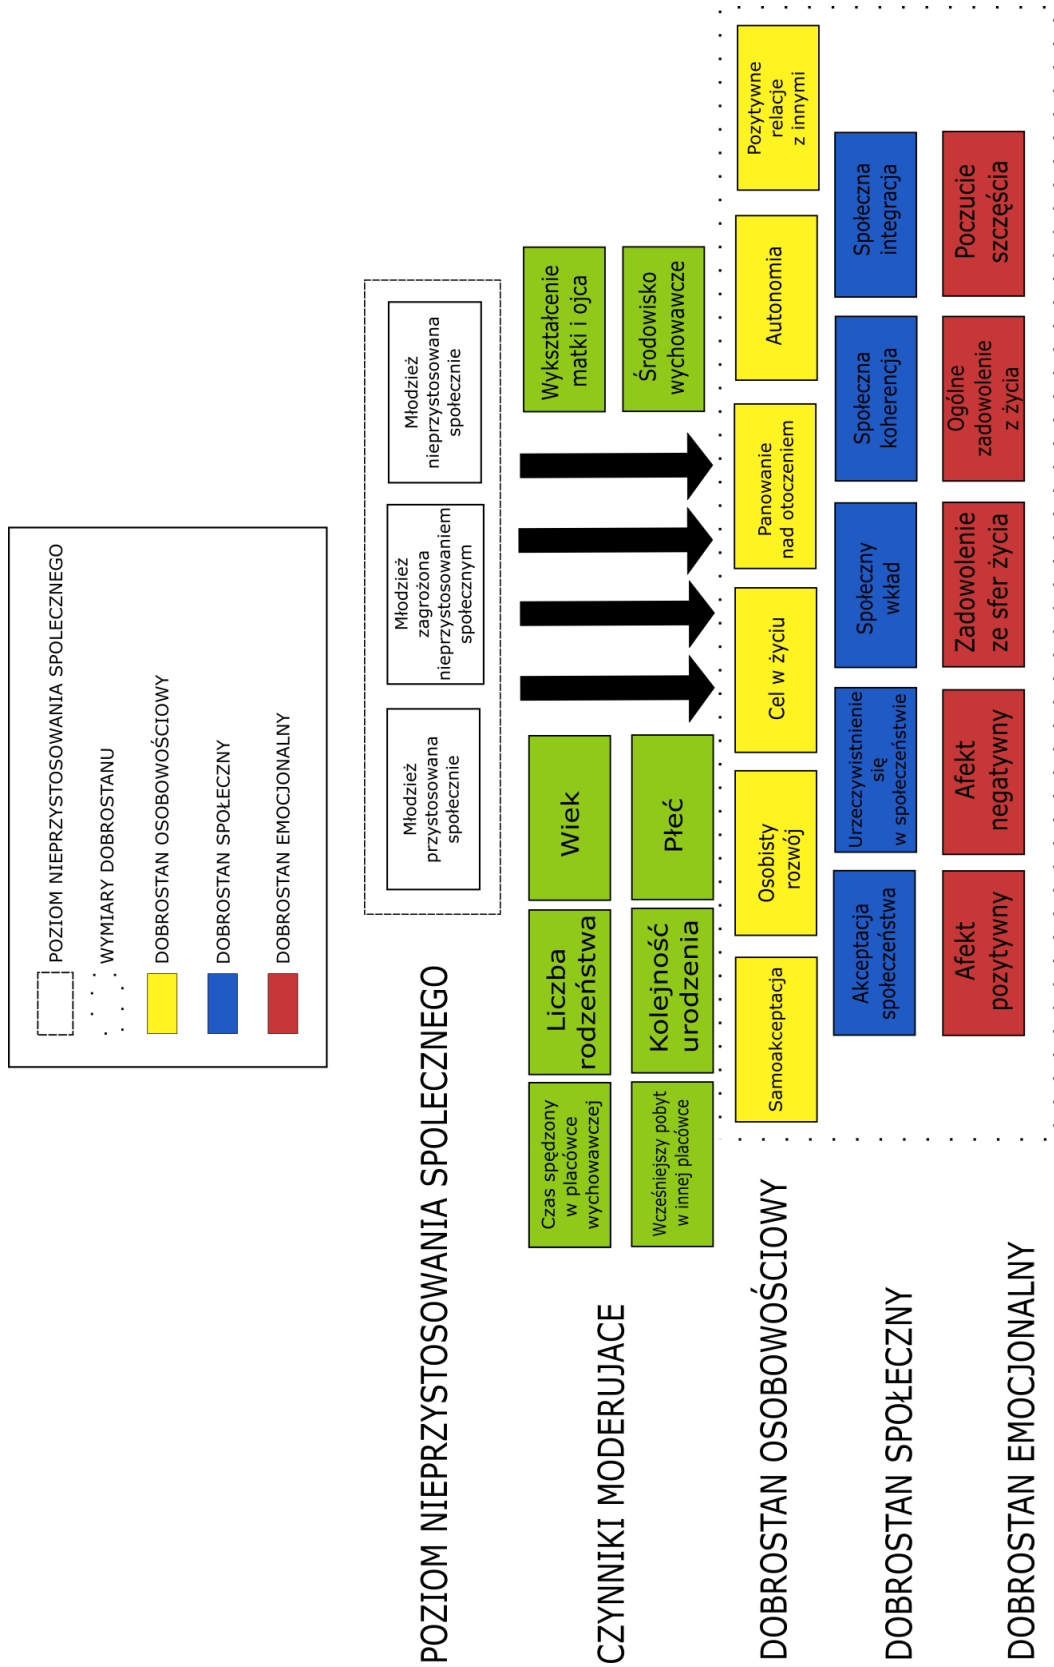 POZIOM NIEPRZYSTOSOWANIA SPOLECZNEGO
WYMIARY DOBROSTANU
DOBROSTAN OSOBOWOŚCIOWY
DOBROSTAN SPOŁECZNY
DOBROSTAN EMOCJONALNY
POZIOM NIEPRZYSTOSOWANIA SPOLECZNEGO
Młodzież
przystosowana
społecznie
Młodzież
zagrożona
nieprzystosowaniem
społecznym
Młodzież
nieprzystosowana
społecznie
CZYNNIKI MODERUJACE
Czas spędzony
w placówce
wychowawczej
Liczba
rodzeństwa
Wiek
Wykształcenie
matki i ojca
Wcześniejszy pobyt
w innej placówce
Kolejność
urodzenia
Płeć
Środowisko
wychowawcze
DOBROSTAN OSOBOWOŚCIOWY
Samoakceptacja
Osobisty
rozwój
Cel w życiu
Panowanie
nad otoczeniem
Autonomia
Pozytywne
relacje
z innymi
DOBROSTAN SPOŁECZNY
Akceptacja
społeczeństwa
Urzeczywistnienie
się
w społeczeństwie
Społeczny
wkład
Społeczna
koherencja
Społeczna
integracja
DOBROSTAN EMOCJONALNY
Afekt
pozytywny
Afekt
negatywny
Zadowolenie
ze sfer życia
Ogólne
zadowolenie
z życia
Poczucie
szczęścia